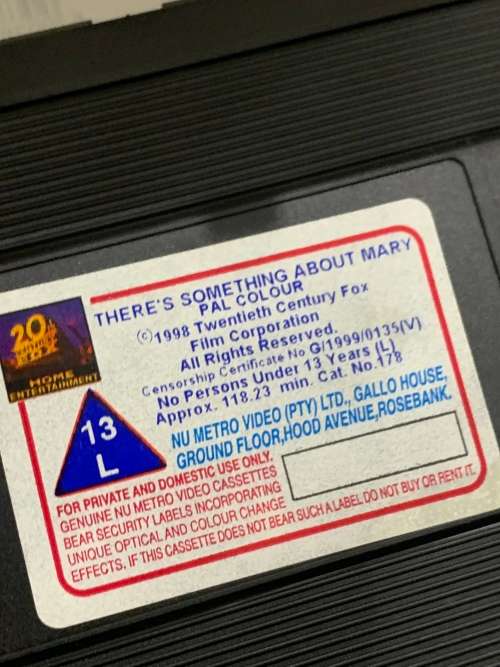 THERE'S SOMETHING ABOUT MARY
PAL COLOUR
©1998 Twentieth Century Fox
Film Corporation
All Rights Reserved.
Censorship Certificate No G/1999/0135(V)
No Persons Under 13 Years (L)
Approx. 118.23 min. Cat. No.178
20
CENTURY
FOX
HOME
ENTERTAINMENT
13
L
NU METRO VIDEO (PTY) LTD., GALLO HOUSE,
GROUND FLOOR,HOOD AVENUE,ROSEBANK.
FOR PRIVATE AND DOMESTIC USE ONLY.
GENUINE NU METRO VIDEO CASSETTES
BEAR SECURITY LABELS INCORPORATING
UNIQUE OPTICAL AND COLOUR CHANGE
EFFECTS. IF THIS CASSETTE DOES NOT BEAR SUCH A LABEL DO NOT BUY OR RENT IT.